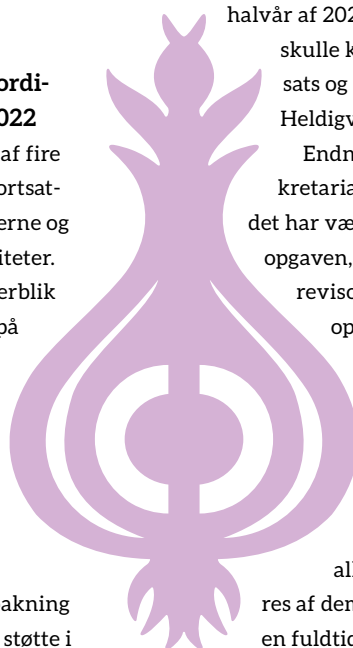 ordi-
022
af fire
ortsat-
erne og
iteter.
erblik
på
akning
støtte i
halvår af 202
skulle k
sats og
Heldigv
Endn
kretaria
det har væ
opgaven,
reviso
op
all
res af den
en fuldtid